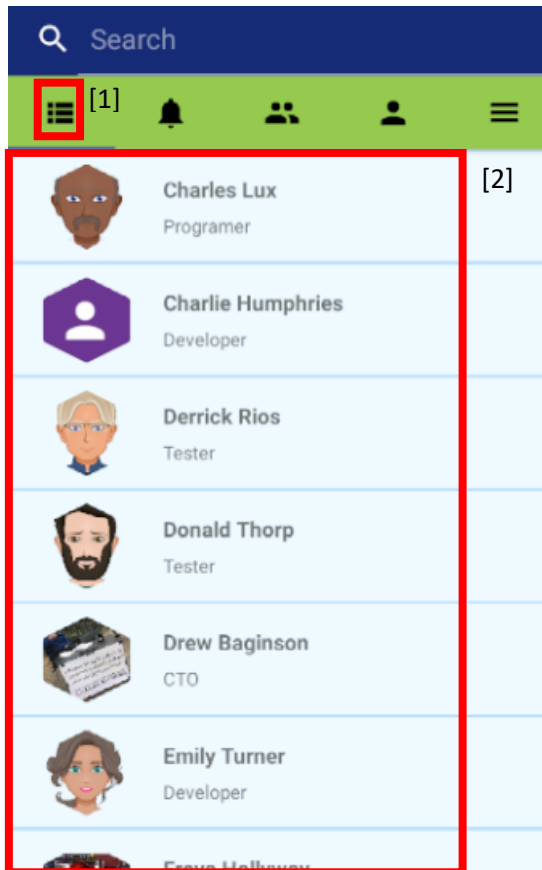 Search
[1]
[2]
Charles Lux
Programer
Charlie Humphries
Developer
Derrick Rios
Tester
Donald Thorp
Tester
Drew Baginson
CTO
Emily Turner
Developer